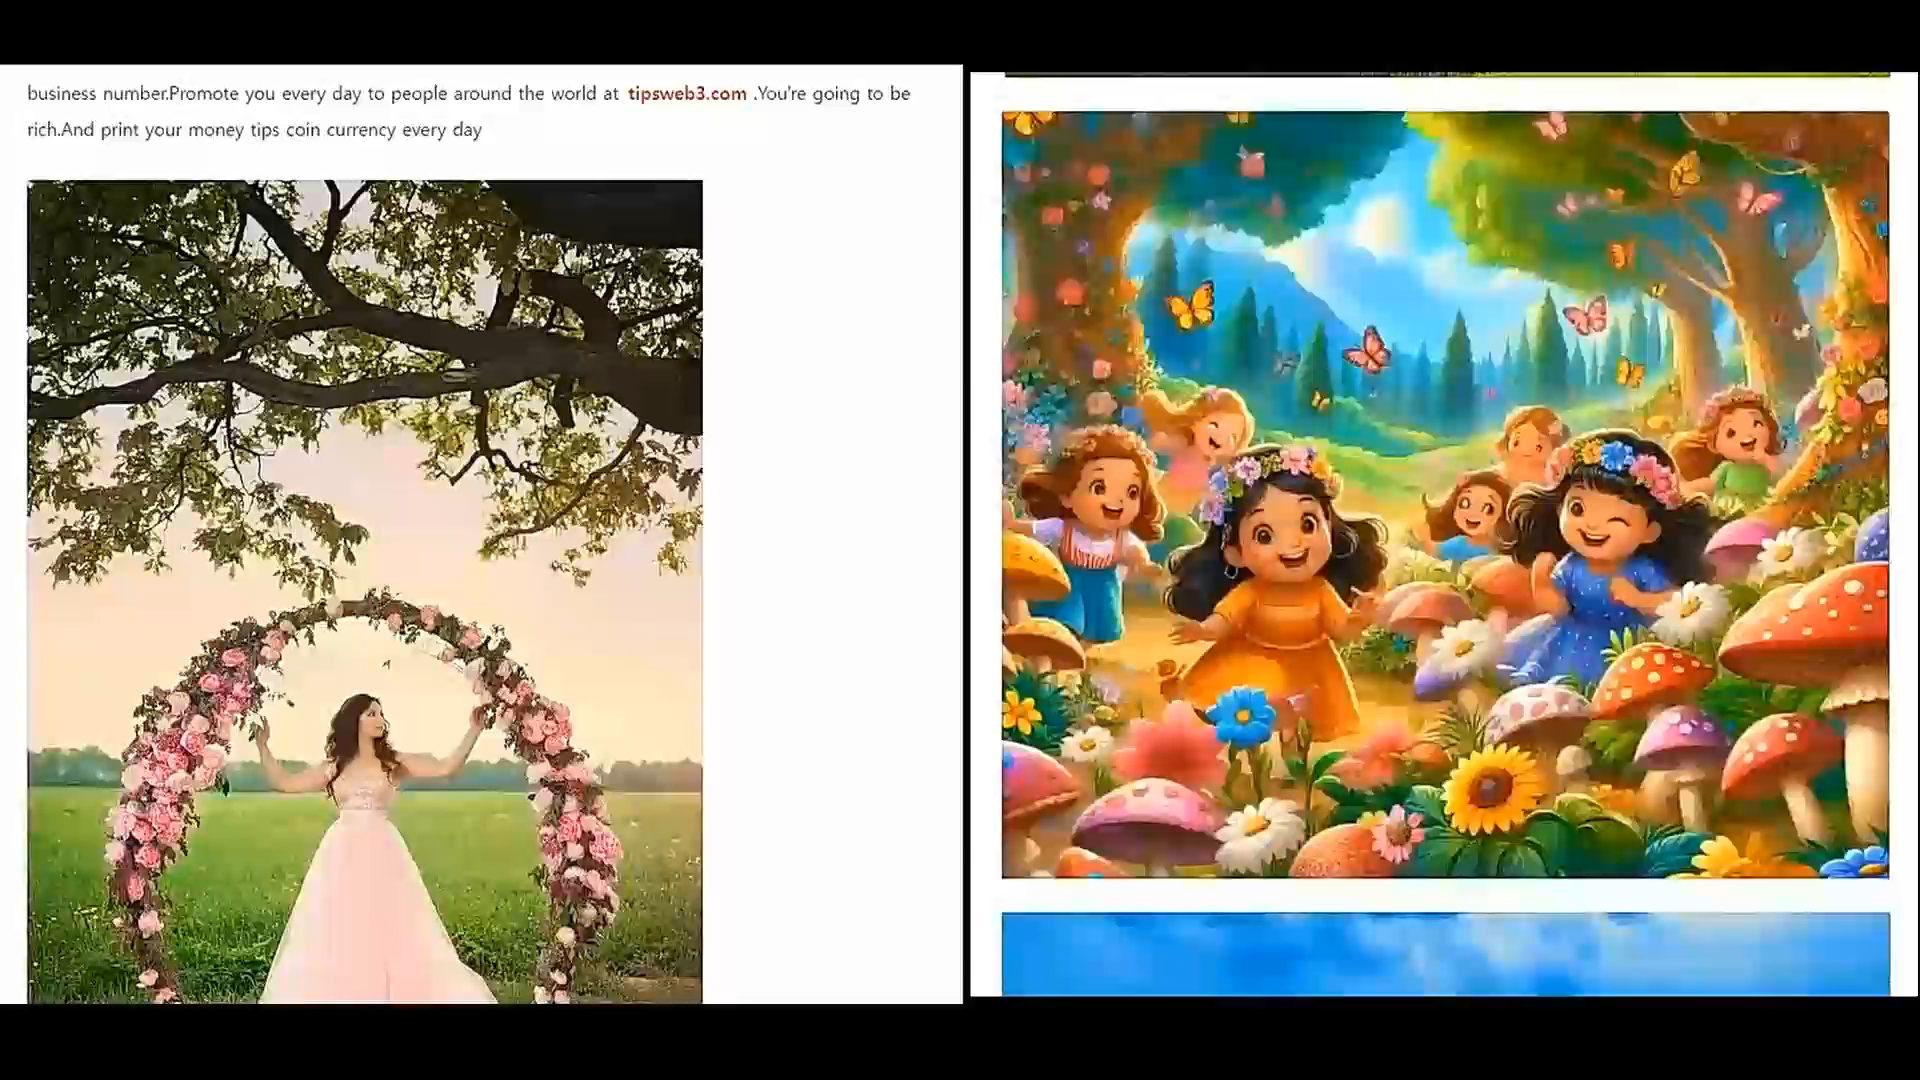 business number.Promote you every day to people around the world at tipsweb3.com .You're going to be
rich.And print your money tips coin currency every day